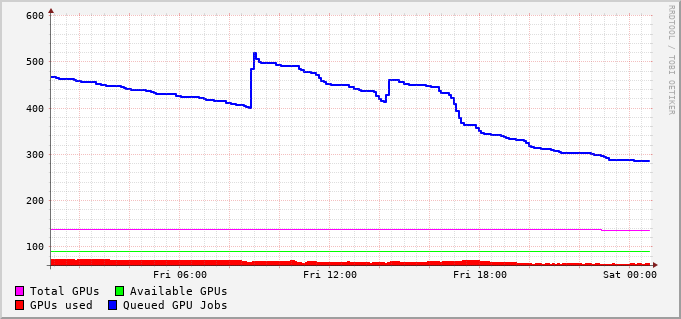 600
500
400
300
200
100
Fri 06:00
Fri 12:00
Fri 18:00
Sat 00:00
Total GPUs
Available GPUs
GPUs used
Queued GPU Jobs
RRDTOOL / TOBI OETIKER